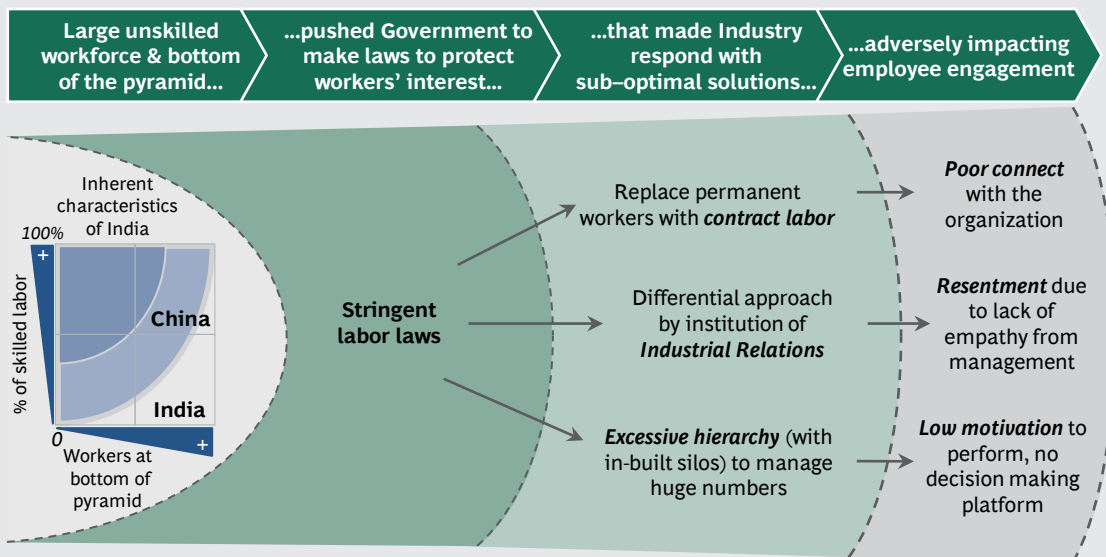 Large unskilled
workforce & bottom
of the pyramid...
...pushed Government to
make laws to protect
workers’ interest...
...that made Industry
respond with
sub–optimal solutions...
...adversely impacting
employee engagement
Inherent
characteristics
of India
100%
+
% of skilled labor
China
India
0
+
Workers at
bottom of
pyramid
Stringent
labor laws
Replace permanent
workers with contract labor
Differential approach
by institution of
Industrial Relations
Excessive hierarchy (with
in-built silos) to manage
huge numbers
Poor connect
with the
organization
Resentment due
to lack of
empathy from
management
Low motivation to
perform, no
decision making
platform